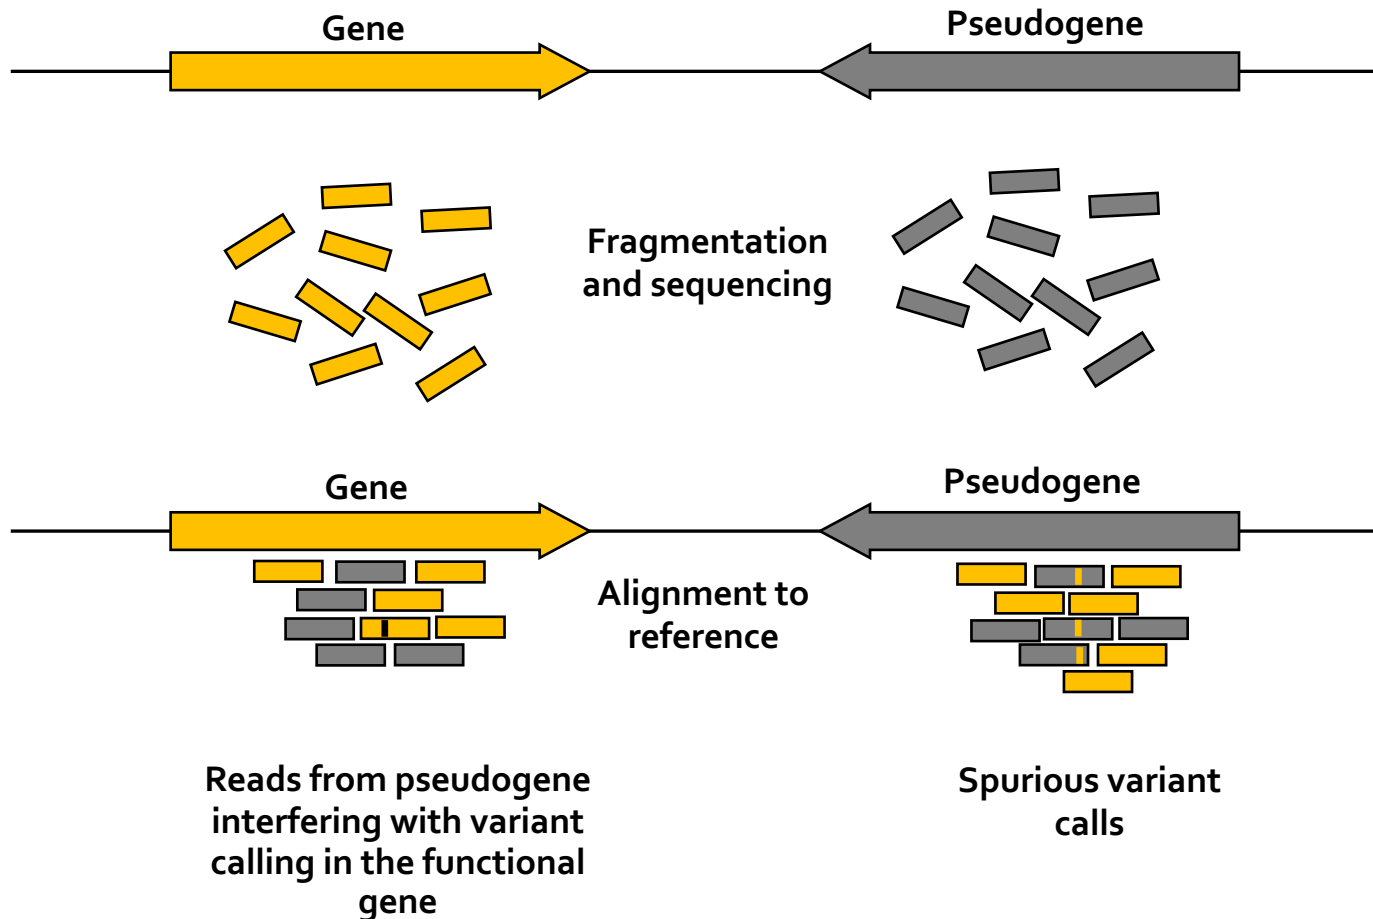 Gene
Pseudogene
Fragmentation
and sequencing
Gene
Pseudogene
Alignment to
reference
Reads from pseudogene
interfering with variant
calling in the functional
gene
Spurious variant
calls